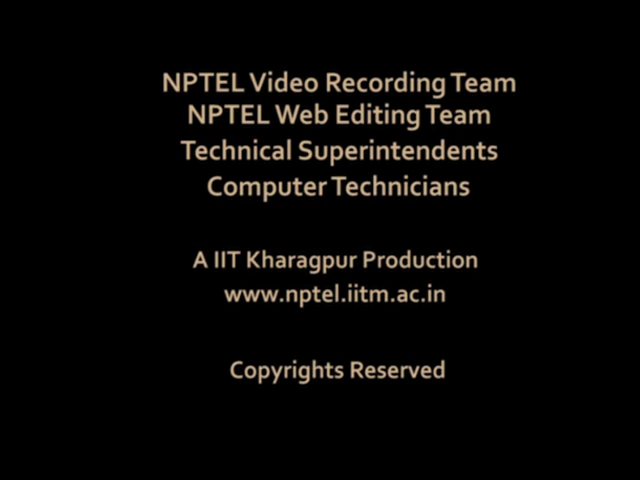 NPTEL Video Recording Team
NPTEL Web Editing Team
Technical Superintendents
Computer Technicians
A IIT Kharagpur Production
www.nptel.iitm.ac.in
Copyrights Reserved